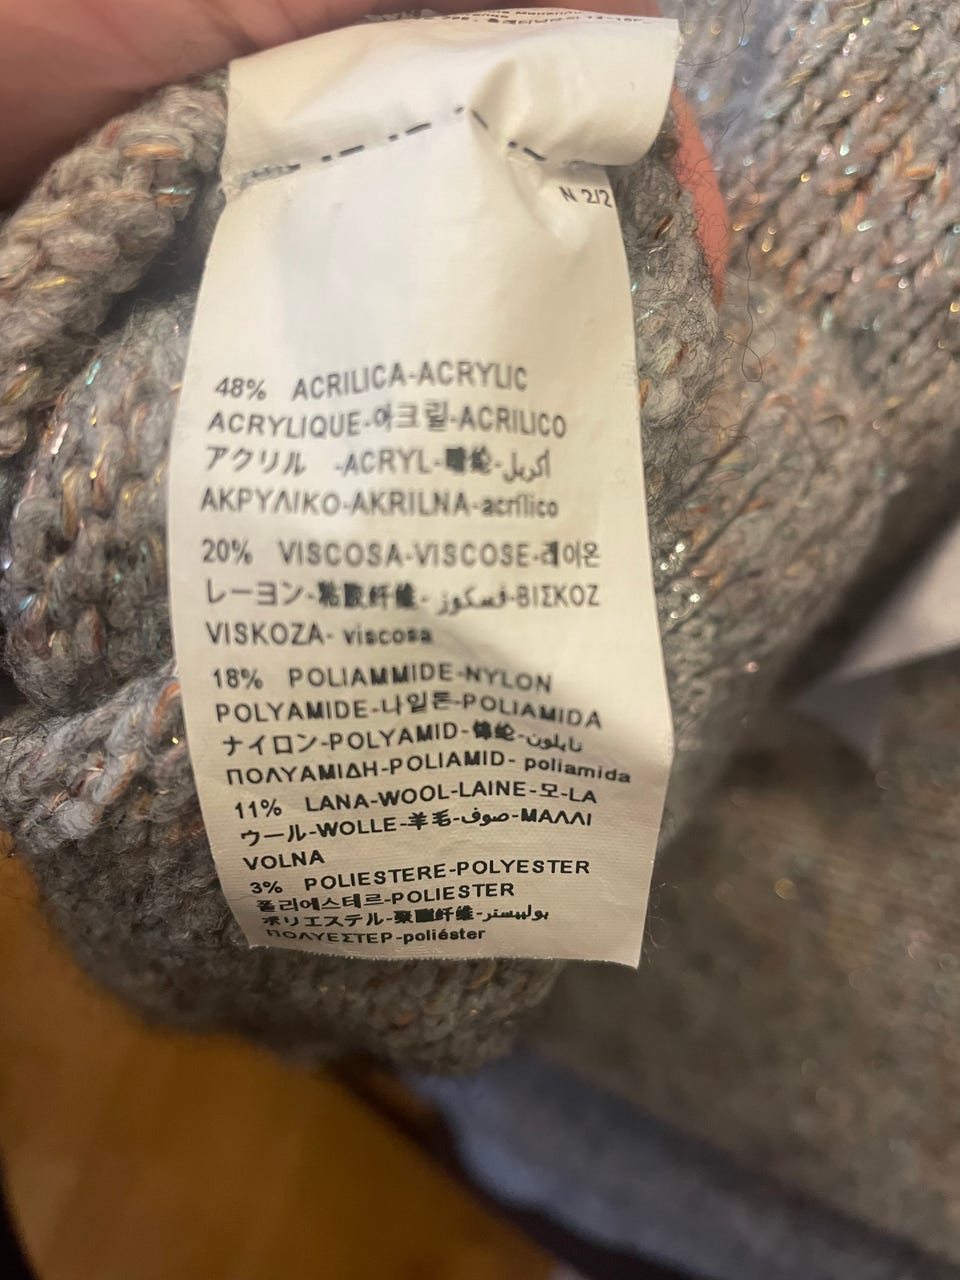 N 2/2
48% ACRILICA-ACRYLIC
ACRYLIQUE-아크릴-ACRILICO
アクリル -ACRYL-腈纶-أكريل
ΑΚΡΥΛΙΚΟ-AKRILNA-acrílico
20% VISCOSA-VISCOSE-레이온
レーヨン-粘胶纤维-فسكوز-ΒΙΣΚΟΖ
VISKOZA- viscosa
18% POLIAMMIDE-NYLON
POLYAMIDE-나일론-POLIAMIDA
ナイロン-POLYAMID-锦纶-نايلون
ΠΟΛΥΑΜΙΔΗ-POLIAMID- poliamida
11% LANA-WOOL-LAINE-모-LA
ウール-WOLLE-羊毛-صوف-ΜΑΛΛΙ
VOLNA
3% POLIESTERE-POLYESTER
폴리에스테르-POLIESTER
ポリエステル-聚酯纤维-بوليستر
ΠΟΛΥΕΣΤΕΡ-poliéster